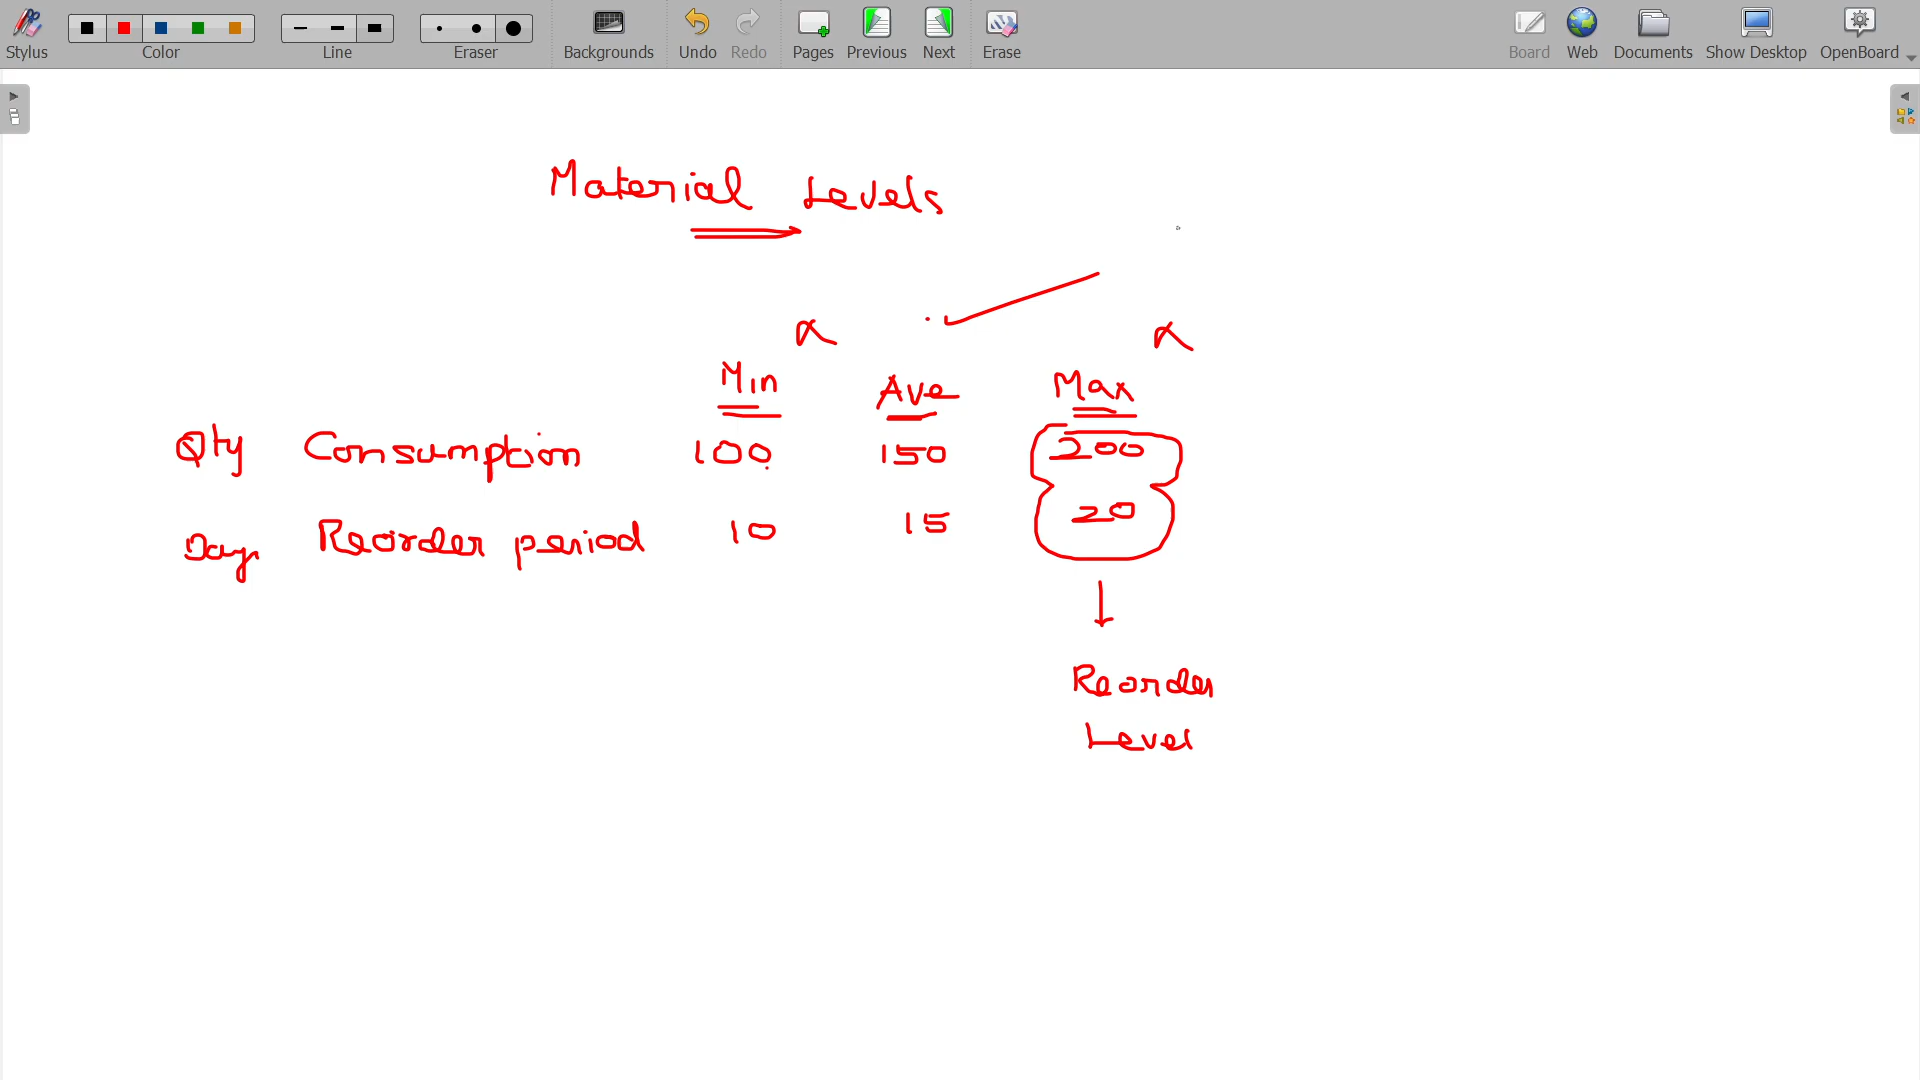 Stylus Color Line Eraser Backgrounds Undo Redo Pages Previous Next Erase Board Web Documents Show Desktop OpenBoard
Material Levels
Min Ave Max
Qty Consumption 100 150 200
Days Reorder period 10 15 20
Reorder
Level